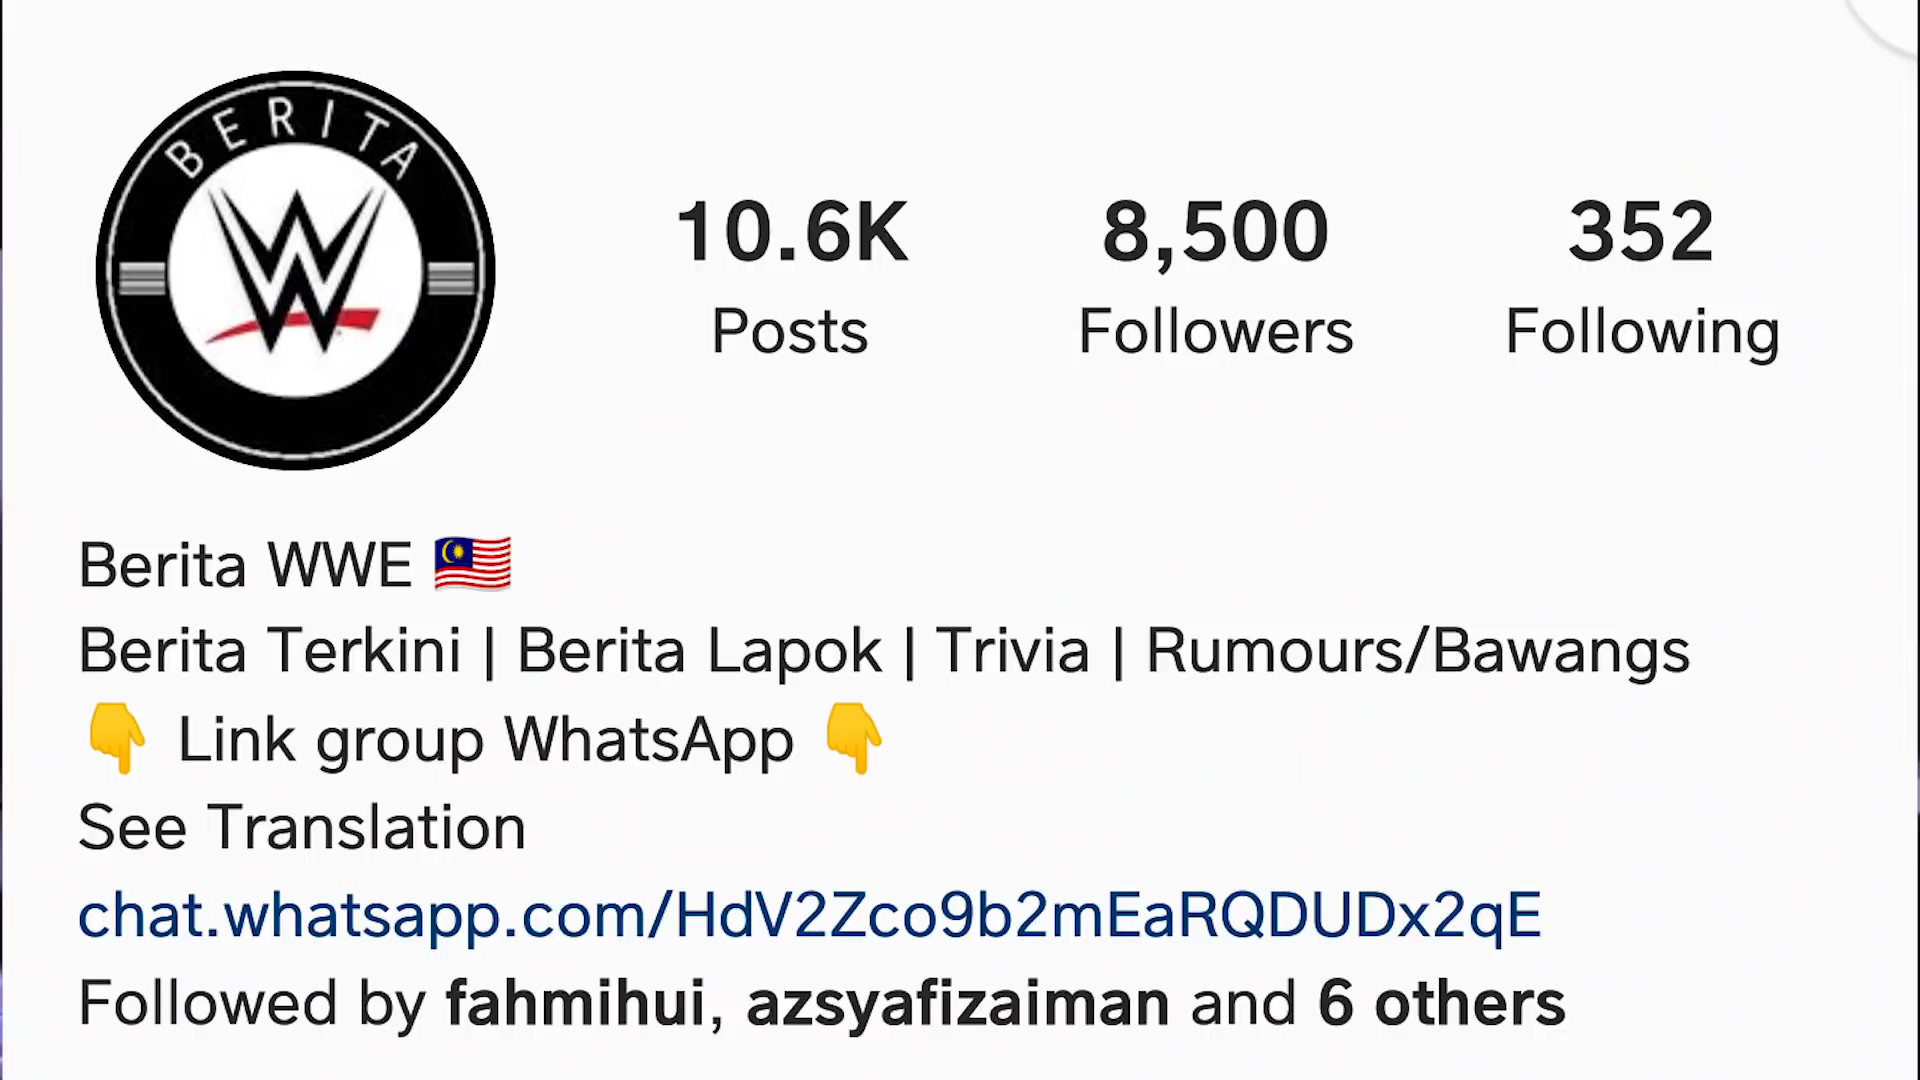 BERITA
W
10.6K 8,500 352
Posts Followers Following
Berita WWE 🇲🇾
Berita Terkini | Berita Lapok | Trivia | Rumours/Bawangs
👇 Link group WhatsApp 👇
See Translation
chat.whatsapp.com/HdV2Zco9b2mEaRQDUDx2qE
Followed by fahmihui, azsyafizaiman and 6 others